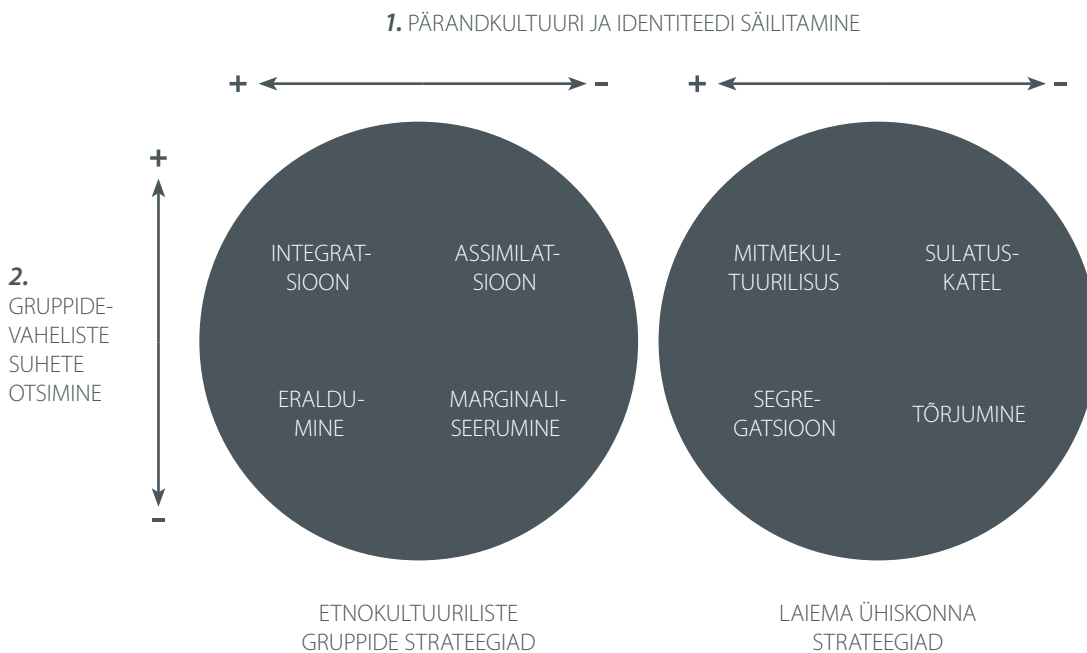 1. PÄRANDKULTUURI JA IDENTITEEDI SÄILITAMINE
+ - + -
+
2.
GRUPPIDE-
VAHELISTE
SUHETE
OTSIMINE
-
INTEGRAT-
SIOON
ASSIMILAT-
SIOON
ERALDU-
MINE
MARGINALI-
SEERUMINE
MITMEKUL-
TUURILISUS
SULATUS-
KATEL
SEGRE-
GATSIOON
TÕRJUMINE
ETNOKULTUURILISTE
GRUPPIDE STRATEEGIAD
LAIEMA ÜHISKONNA
STRATEEGIAD